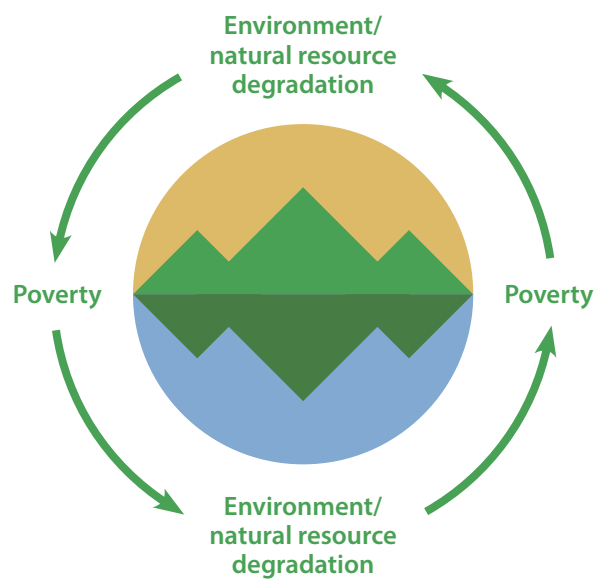 Environment/
natural resource
degradation
Poverty
Poverty
Environment/
natural resource
degradation